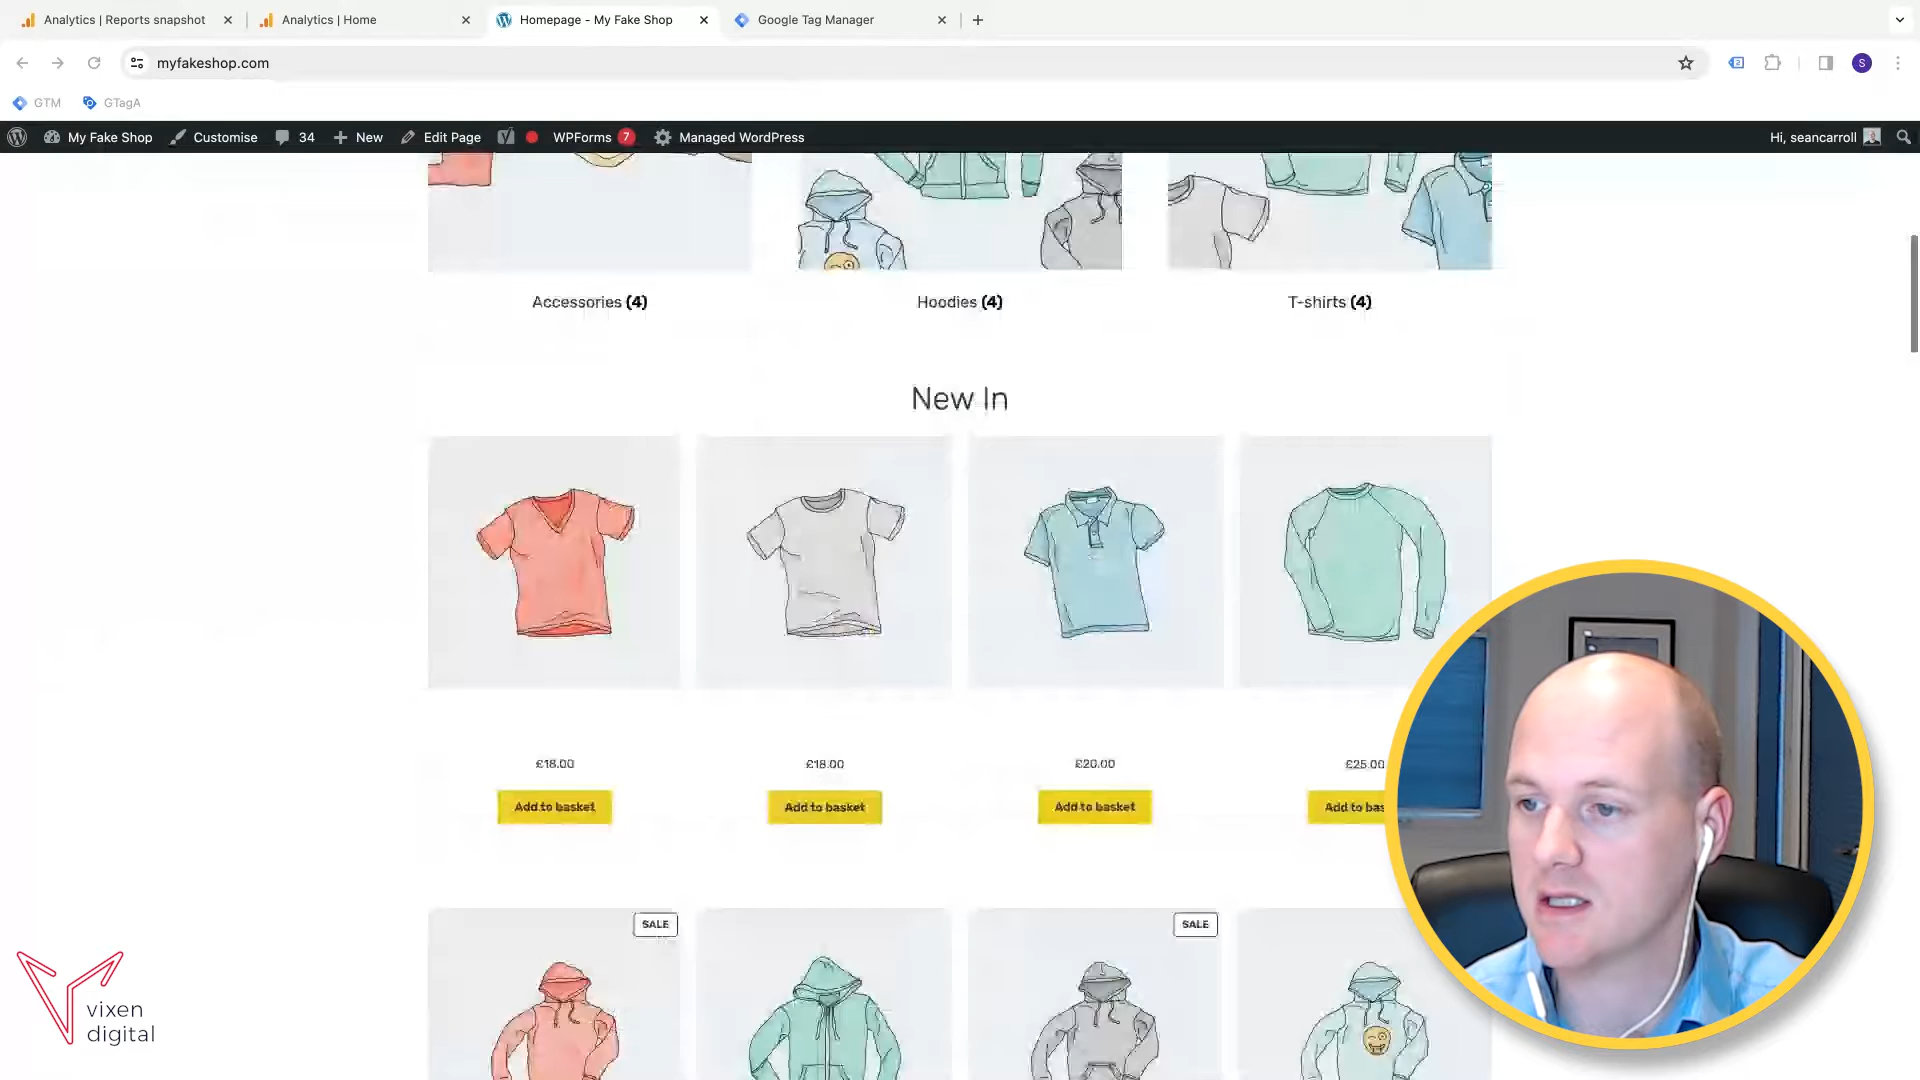 Analytics | Reports snapshot
Analytics | Home
Homepage - My Fake Shop
Google Tag Manager
myfakeshop.com
GTM
GTagA
My Fake Shop
Customise
34
New
Edit Page
WPForms 7
Managed WordPress
Hi, seancarroll
Accessories (4)
Hoodies (4)
T-shirts (4)
New In
£18.00
£18.00
£20.00
£25.00
Add to basket
Add to basket
Add to basket
Add to bas
SALE
SALE
vixen
digital